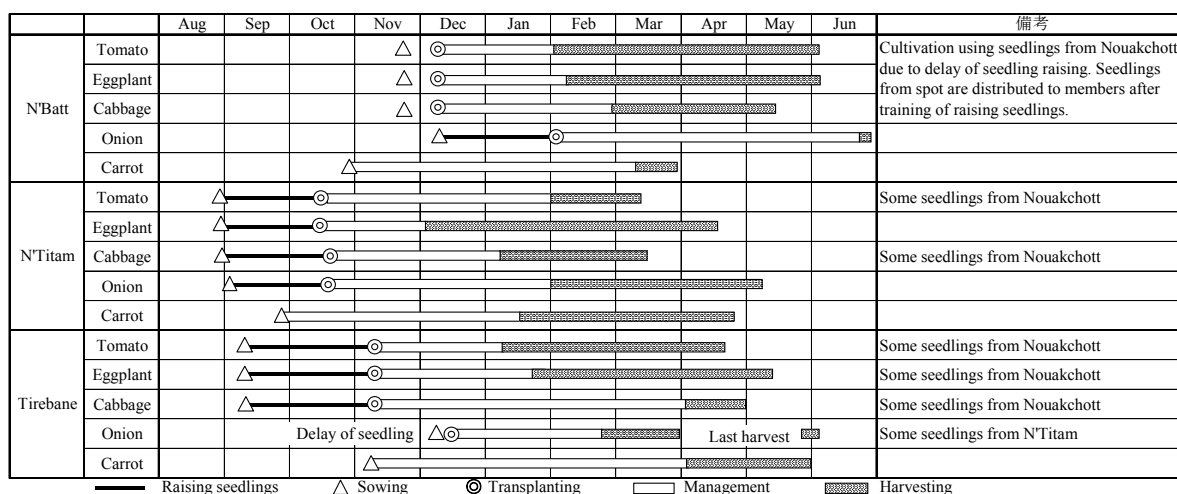 Aug Sep Oct Nov Dec Jan Feb Mar Apr May Jun 備考
N'Batt
Tomato
Cultivation using seedlings from Nouakchott
due to delay of seedling raising. Seedlings
from spot are distributed to members after
training of raising seedlings.
Eggplant
Cabbage
Onion
Carrot
N'Titam
Tomato Some seedlings from Nouakchott
Eggplant
Cabbage Some seedlings from Nouakchott
Onion
Carrot
Tirebane
Tomato Some seedlings from Nouakchott
Eggplant Some seedlings from Nouakchott
Cabbage Some seedlings from Nouakchott
Onion Delay of seedling Last harvest Some seedlings from N'Titam
Carrot
Raising seedlings Sowing Transplanting Management Harvesting